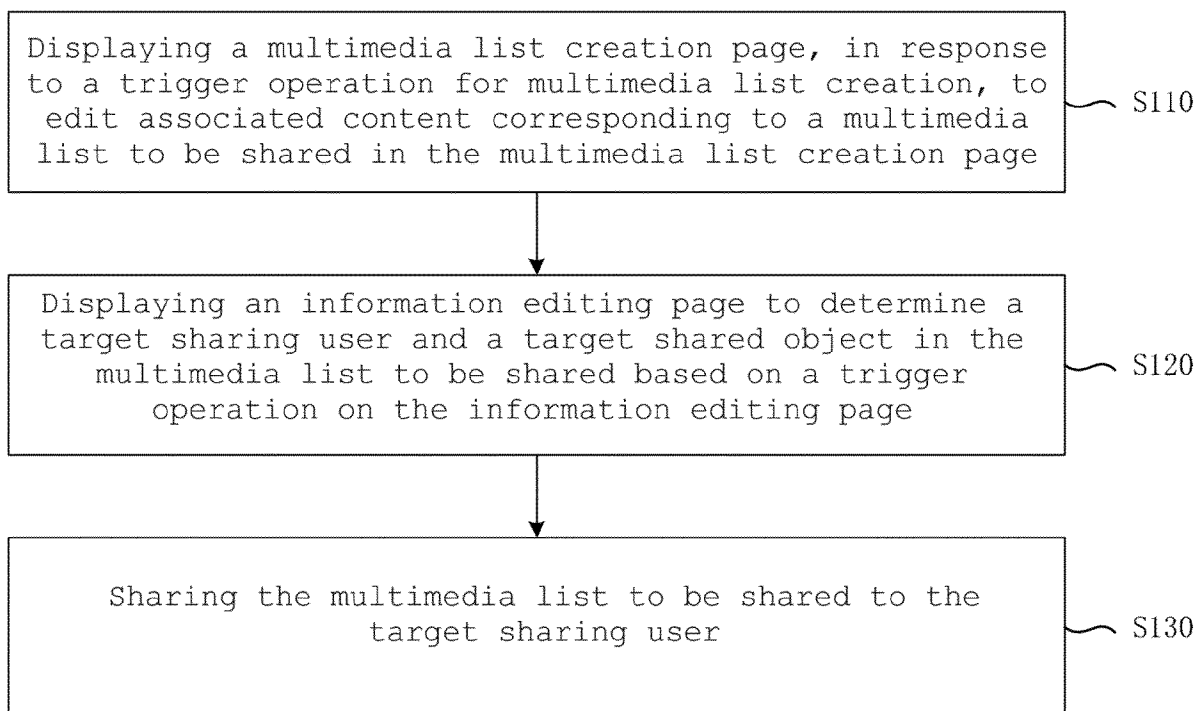 Displaying a multimedia list creation page, in response
to a trigger operation for multimedia list creation, to
edit associated content corresponding to a multimedia
list to be shared in the multimedia list creation page
S110
Displaying an information editing page to determine a
target sharing user and a target shared object in the
multimedia list to be shared based on a trigger
operation on the information editing page
S120
Sharing the multimedia list to be shared to the
target sharing user
S130